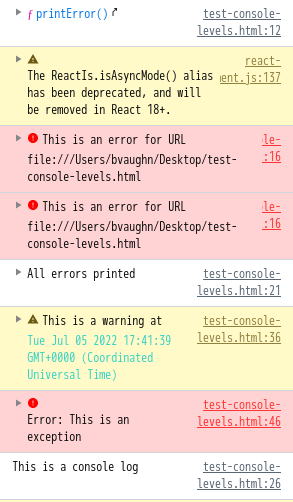 ƒ printError() test-console-
levels.html:12
react-
The ReactIs.isAsyncMode() alias ent.js:137
has been deprecated, and will
be removed in React 18+.
This is an error for URL le-
file:///Users/bvaughn/Desktop/test- :16
console-levels.html
This is an error for URL le-
file:///Users/bvaughn/Desktop/test- :16
console-levels.html
All errors printed test-console-
levels.html:21
This is a warning at test-console-
Tue Jul 05 2022 17:41:39 levels.html:36
GMT+0000 (Coordinated
Universal Time)
test-console-
Error: This is an levels.html:46
exception
This is a console log test-console-
levels.html:26